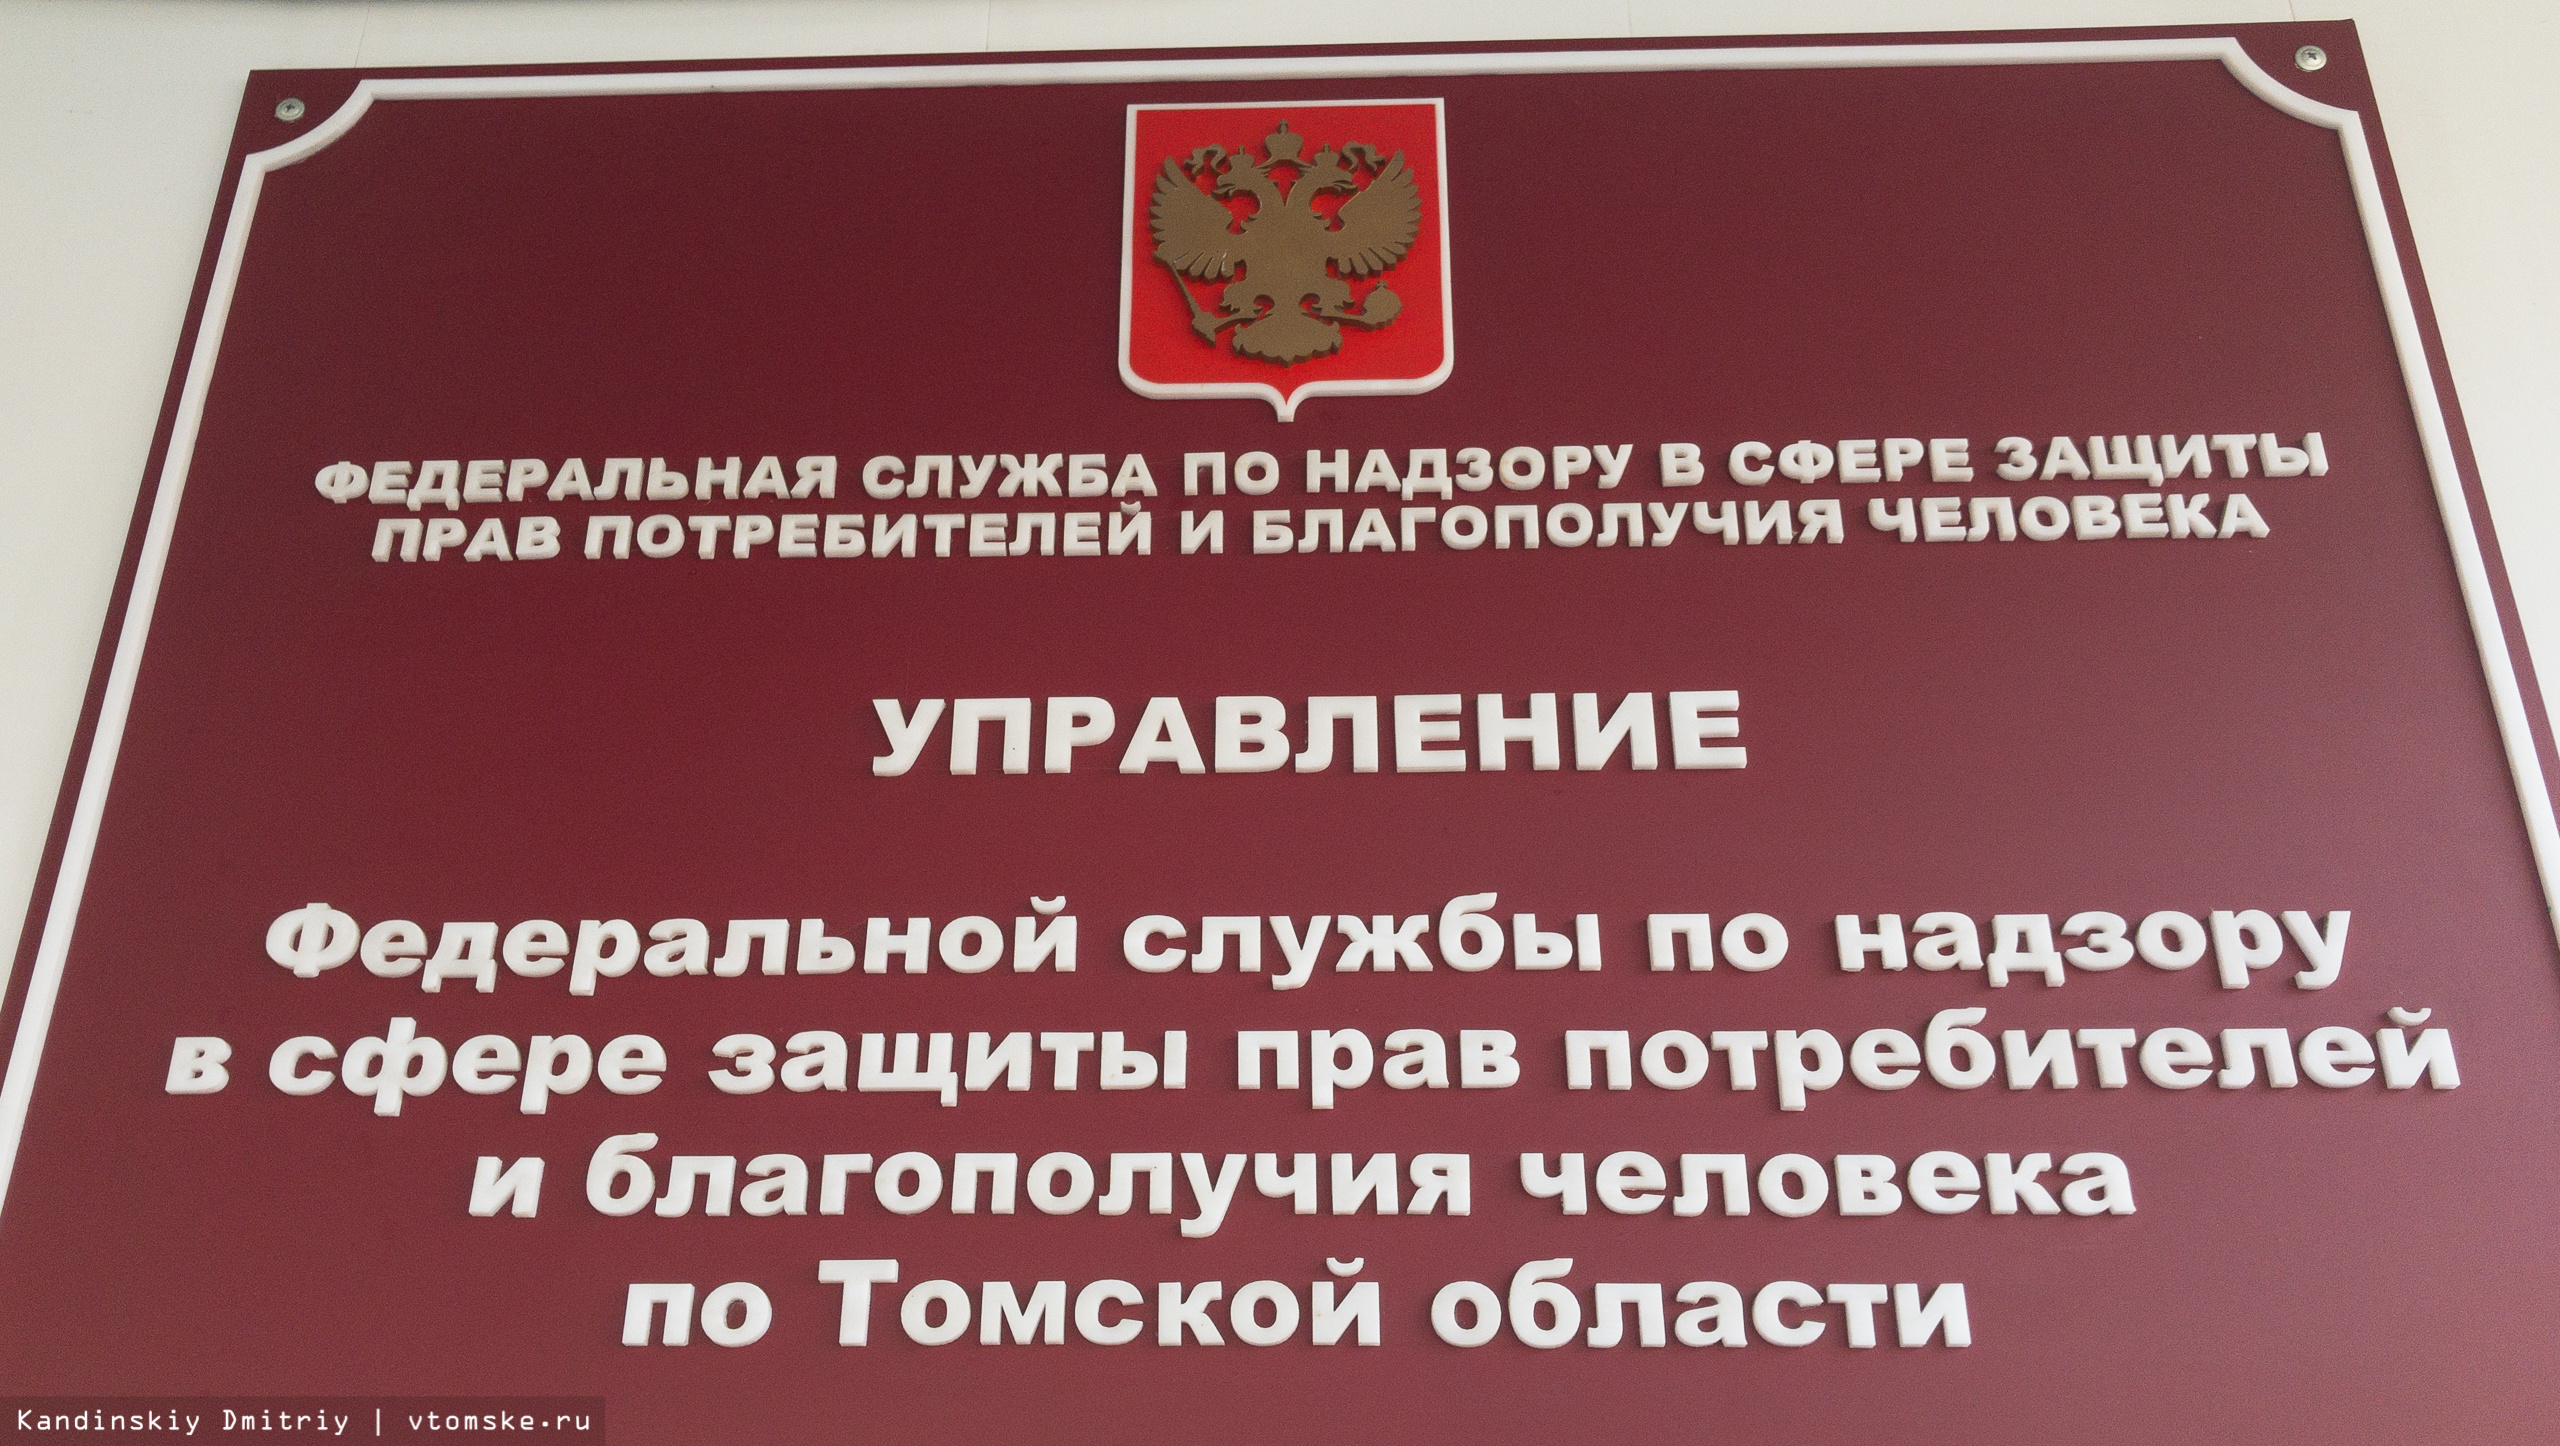 ФЕДЕРАЛЬНАЯ СЛУЖБА ПО НАДЗОРУ В СФЕРЕ ЗАЩИТЫ
ПРАВ ПОТРЕБИТЕЛЕЙ И БЛАГОПОЛУЧИЯ ЧЕЛОВЕКА
УПРАВЛЕНИЕ
Федеральной службы по надзору
в сфере защиты прав потребителей
и благополучия человека
по Томской области
Kandinskiy Dmitriy | vtomske.ru